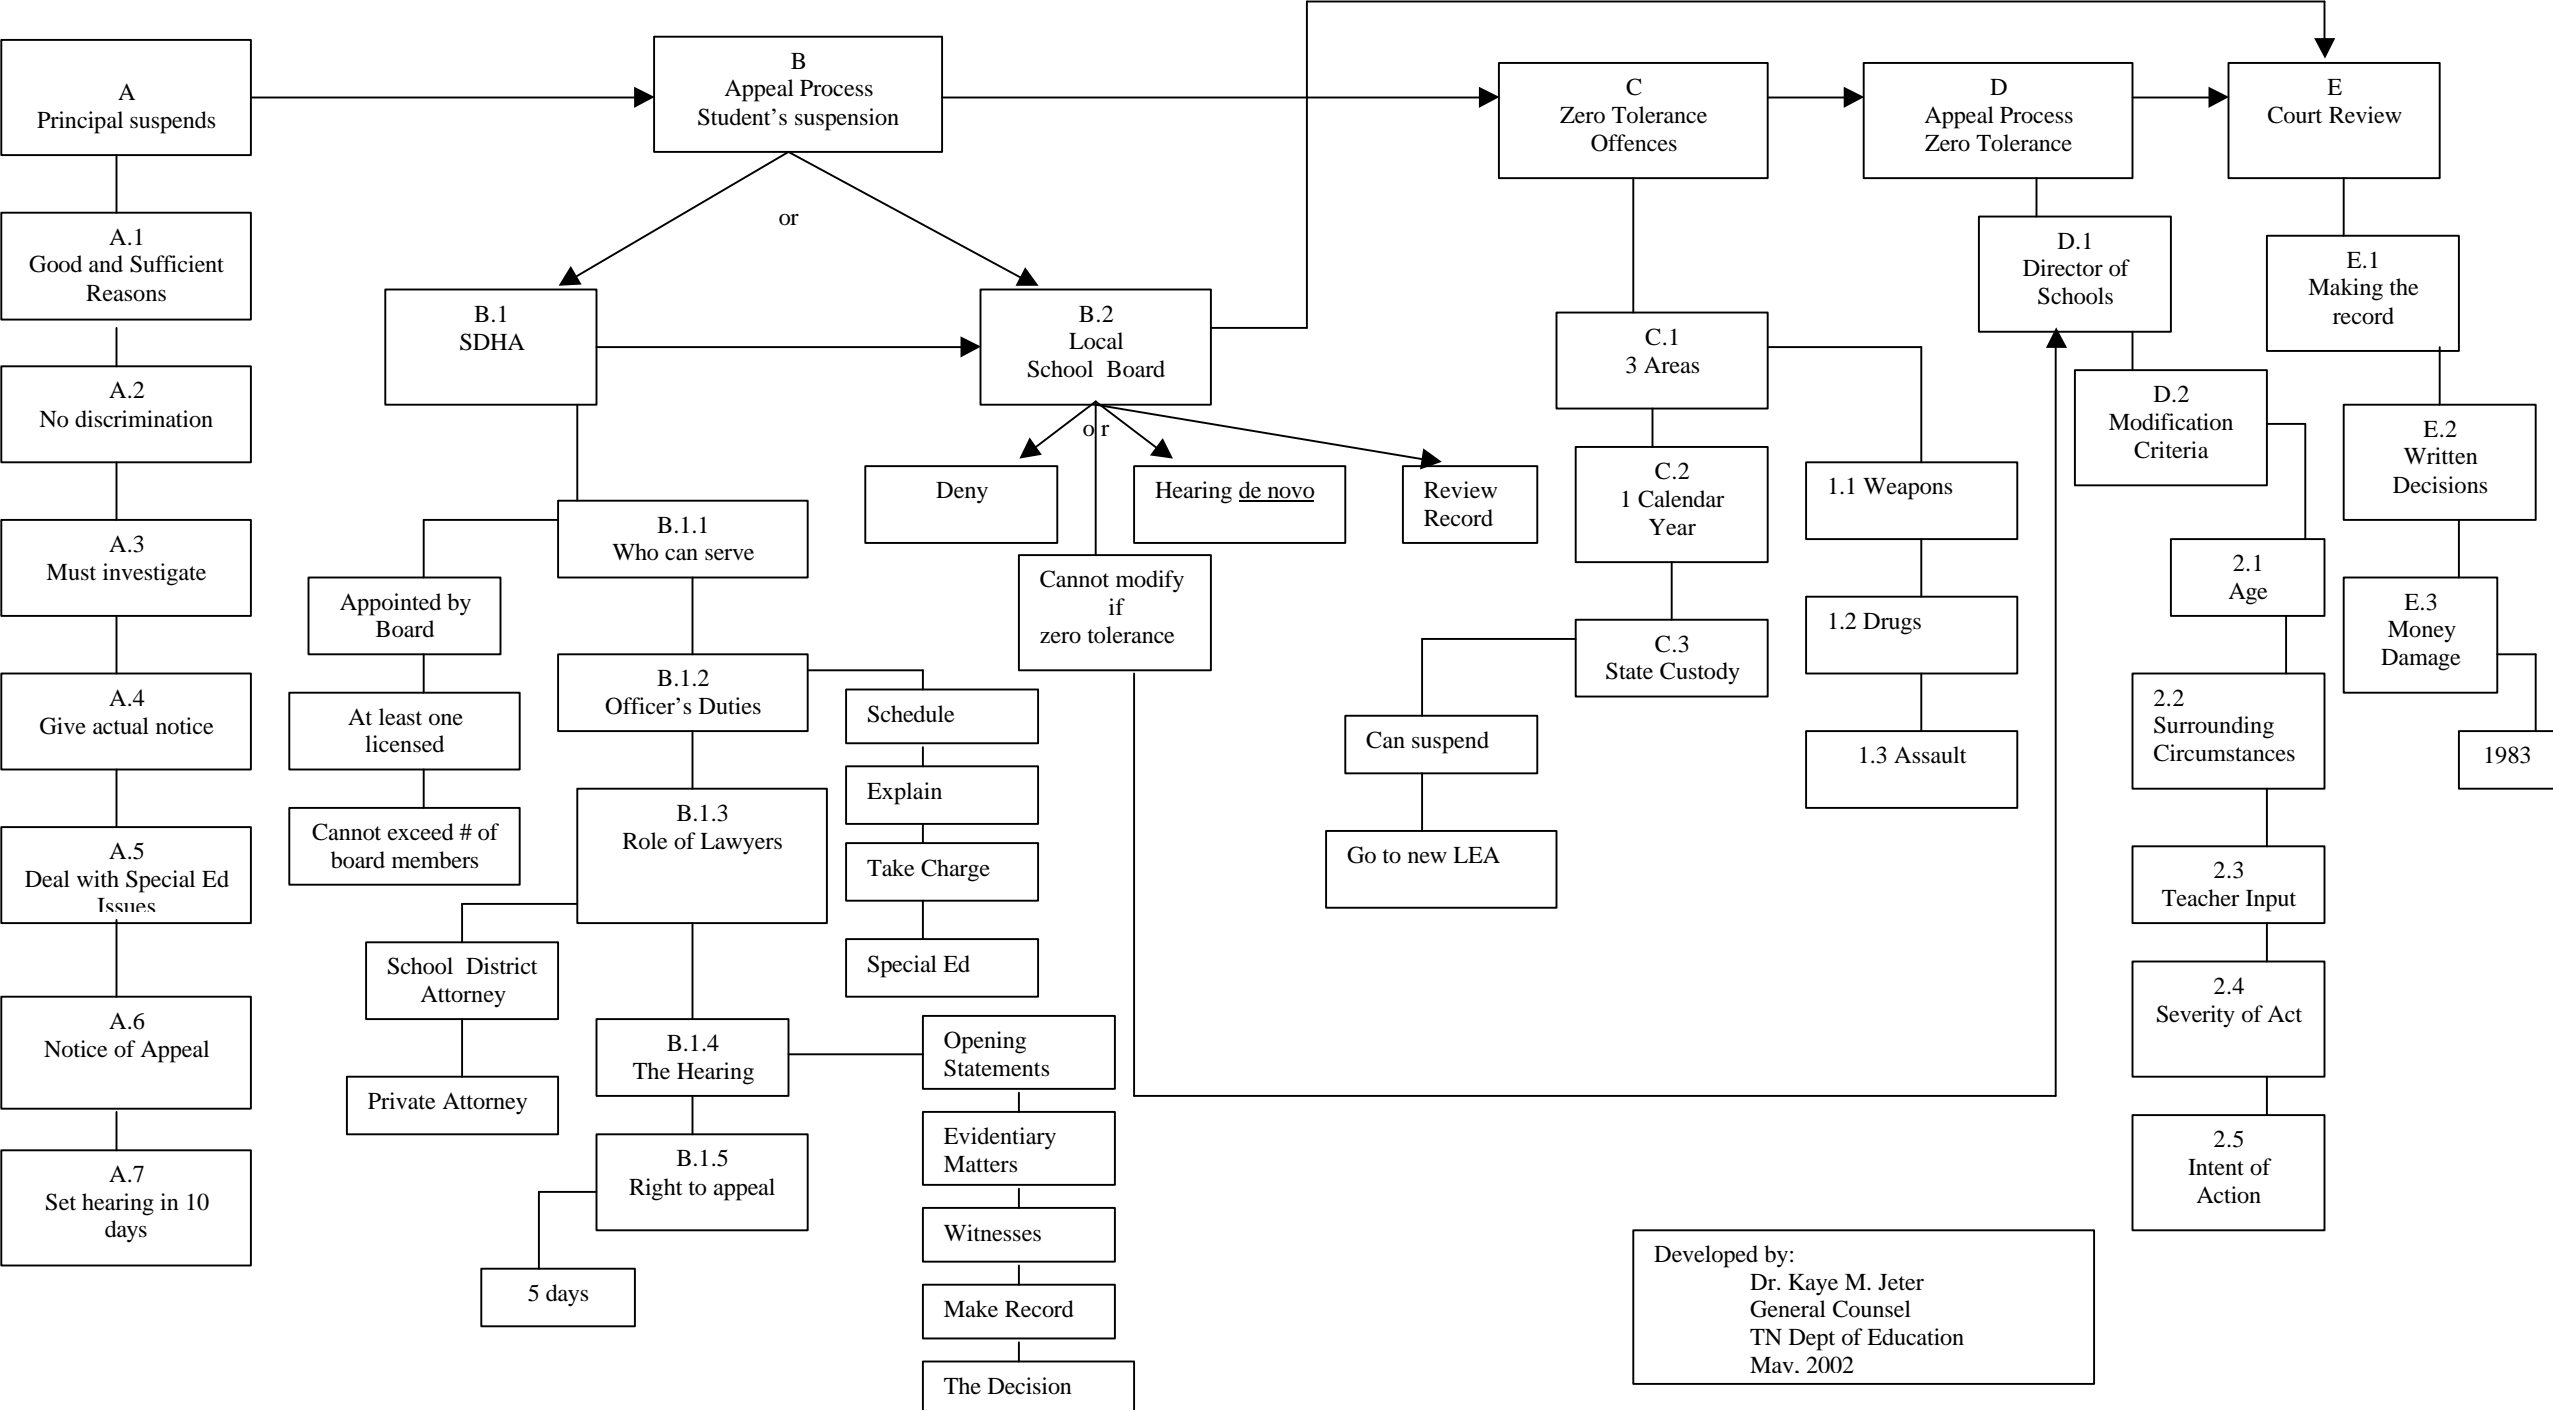 A
Principal suspends
A.1
Good and Sufficient
Reasons
A.2
No discrimination
A.3
Must investigate
A.4
Give actual notice
A.5
Deal with Special Ed
Issues
A.6
Notice of Appeal
A.7
Set hearing in 10
days
B
Appeal Process
Student’s suspension
or
B.1
SDHA
B.1.1
Who can serve
Appointed by
Board
At least one
licensed
Cannot exceed # of
board members
B.1.2
Officer’s Duties
Schedule
Explain
Take Charge
Special Ed
B.1.3
Role of Lawyers
School District
Attorney
Private Attorney
B.1.4
The Hearing
Opening
Statements
Evidentiary
Matters
Witnesses
Make Record
The Decision
B.1.5
Right to appeal
5 days
B.2
Local
School Board
or
Deny
Hearing de novo
Review
Record
Cannot modify
if
zero tolerance
C
Zero Tolerance
Offences
C.1
3 Areas
1.1 Weapons
1.2 Drugs
1.3 Assault
C.2
1 Calendar
Year
C.3
State Custody
Can suspend
Go to new LEA
D
Appeal Process
Zero Tolerance
D.1
Director of
Schools
D.2
Modification
Criteria
2.1
Age
2.2
Surrounding
Circumstances
2.3
Teacher Input
2.4
Severity of Act
2.5
Intent of
Action
E
Court Review
E.1
Making the
record
E.2
Written
Decisions
E.3
Money
Damage
1983
Developed by:
Dr. Kaye M. Jeter
General Counsel
TN Dept of Education
May, 2002